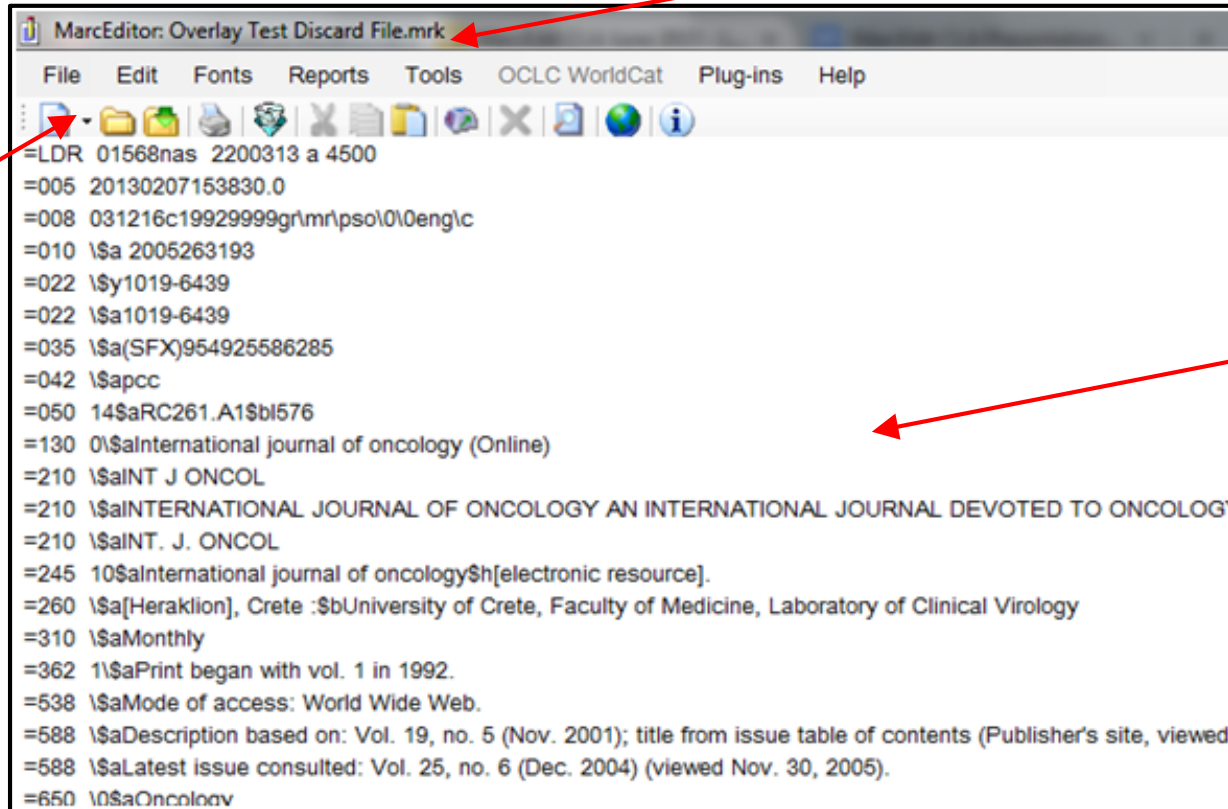 MarcEditor: Overlay Test Discard File.mrk
File Edit Fonts Reports Tools OCLC WorldCat Plug-ins Help
=LDR 01568nas 2200313 a 4500
=005 20130207153830.0
=008 031216c19929999gr\mr\pso\0\0eng\c
=010 \$a 2005263193
=022 \$y1019-6439
=022 \$a1019-6439
=035 \$a(SFX)954925586285
=042 \$apcc
=050 14$aRC261.A1$bI576
=130 0\$aInternational journal of oncology (Online)
=210 \$aINT J ONCOL
=210 \$aINTERNATIONAL JOURNAL OF ONCOLOGY AN INTERNATIONAL JOURNAL DEVOTED TO ONCOLOGY
=210 \$aINT. J. ONCOL
=245 10$aInternational journal of oncology$h[electronic resource].
=260 \$a[Heraklion], Crete :$bUniversity of Crete, Faculty of Medicine, Laboratory of Clinical Virology
=310 \$aMonthly
=362 1\$aPrint began with vol. 1 in 1992.
=538 \$aMode of access: World Wide Web.
=588 \$aDescription based on: Vol. 19, no. 5 (Nov. 2001); title from issue table of contents (Publisher's site, viewed
=588 \$aLatest issue consulted: Vol. 25, no. 6 (Dec. 2004) (viewed Nov. 30, 2005).
=650 \0$aOncology